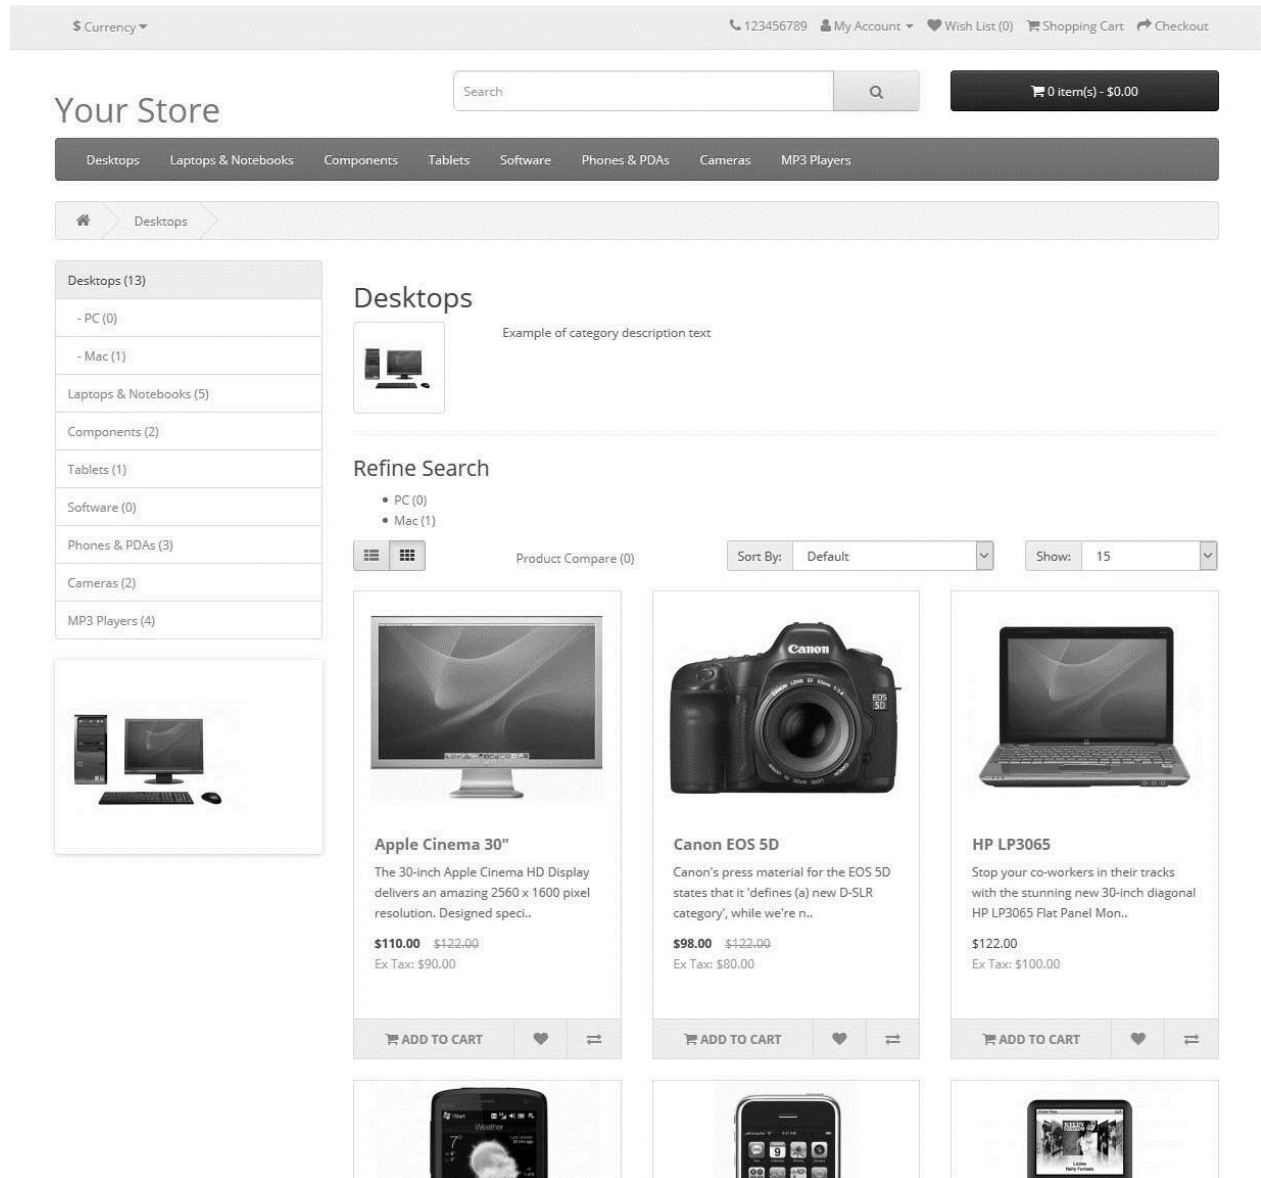 $ Currency
123456789 My Account Wish List (0) Shopping Cart Checkout
Your Store
Search
0 item(s) - $0.00
Desktops Laptops & Notebooks Components Tablets Software Phones & PDAs Cameras MP3 Players
Desktops
Desktops (13)
- PC (0)
- Mac (1)
Laptops & Notebooks (5)
Components (2)
Tablets (1)
Software (0)
Phones & PDAs (3)
Cameras (2)
MP3 Players (4)
Desktops
Example of category description text
Refine Search
PC (0)
Mac (1)
Product Compare (0)
Sort By: Default
Show: 15
Canon
EOS
5D
Apple Cinema 30"
The 30-inch Apple Cinema HD Display
delivers an amazing 2560 x 1600 pixel
resolution. Designed speci..
$110.00 $122.00
Ex Tax: $90.00
ADD TO CART
Canon EOS 5D
Canon's press material for the EOS 5D
states that it 'defines (a) new D-SLR
category', while we're n..
$98.00 $122.00
Ex Tax: $80.00
ADD TO CART
HP LP3065
Stop your co-workers in their tracks
with the stunning new 30-inch diagonal
HP LP3065 Flat Panel Mon..
$122.00
Ex Tax: $100.00
ADD TO CART
Start
Weather
7°
9